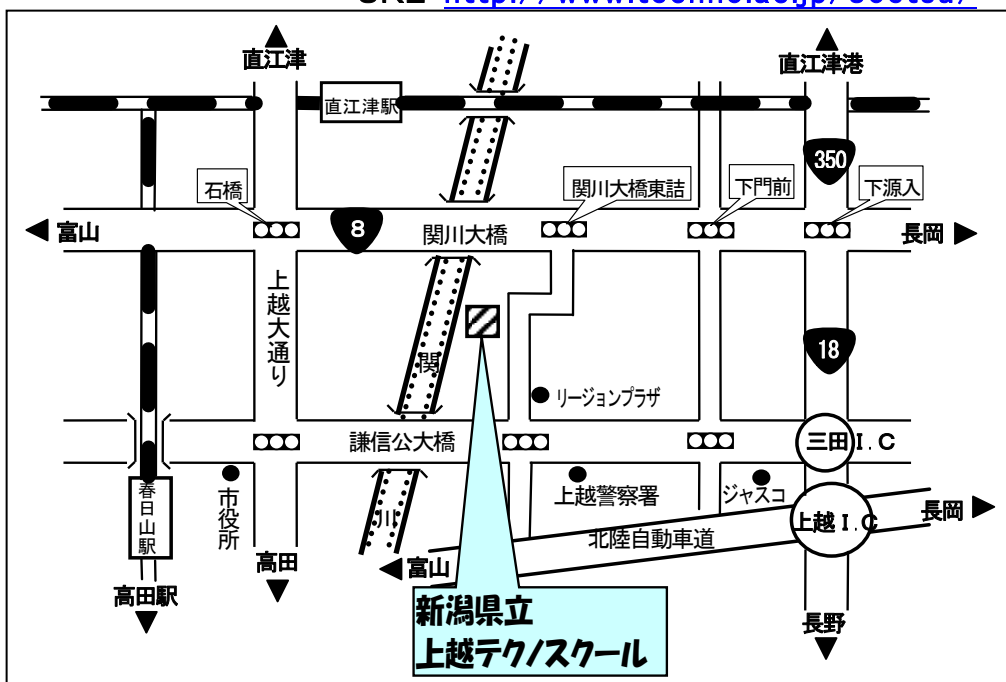 直江津
直江津港
直江津駅
350
石橋
関川大橋東詰
下門前
下源入
富山
8
関川大橋
長岡
上越大通り
18
関
リージョンプラザ
謙信公大橋
三田I.C
春日山駅
市役所
川
上越警察署
ジャスコ
上越I.C
長岡
北陸自動車道
高田
富山
高田駅
新潟県立
上越テクノスクール
長野